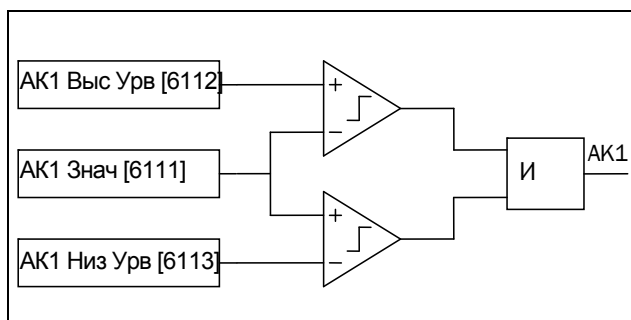 АК1 Выс Урв [6112]
+
−
АК1 Знач [6111]
И
АК1
+
−
АК1 Низ Урв [6113]